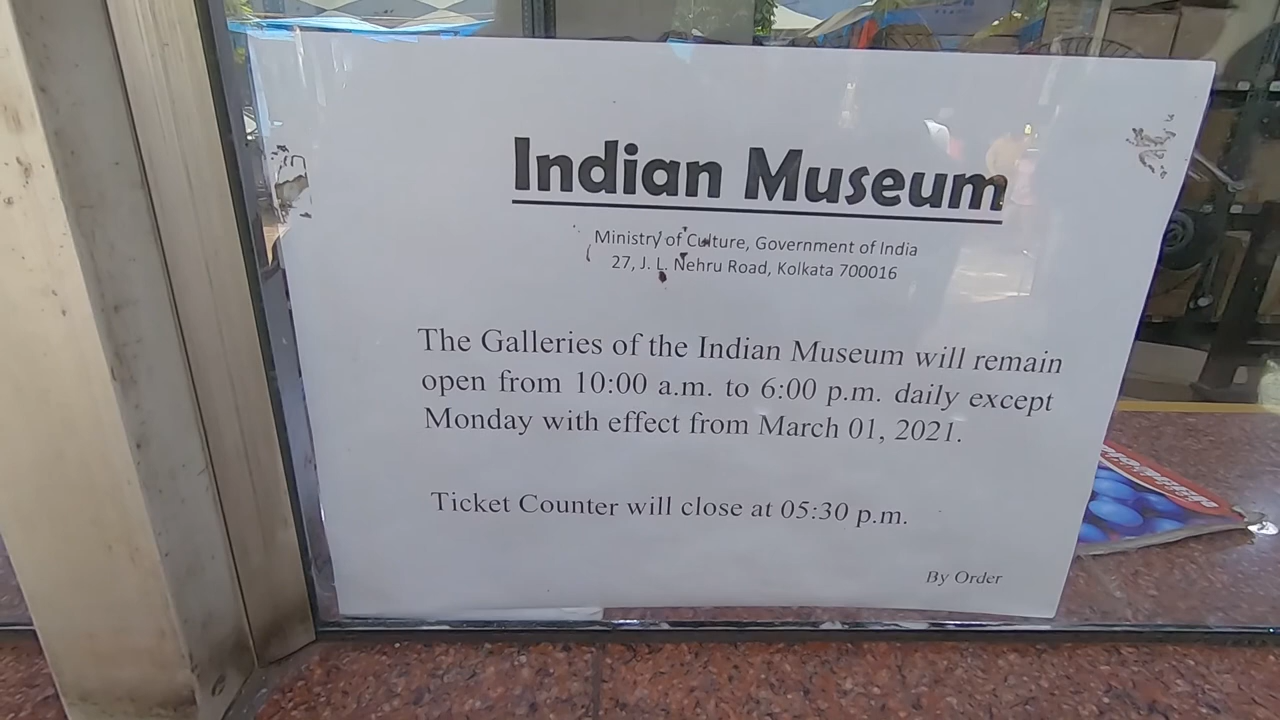 Indian Museum
Ministry of Culture, Government of India
27, J. L. Nehru Road, Kolkata 700016
The Galleries of the Indian Museum will remain
open from 10:00 a.m. to 6:00 p.m. daily except
Monday with effect from March 01, 2021.
Ticket Counter will close at 05:30 p.m.
By Order